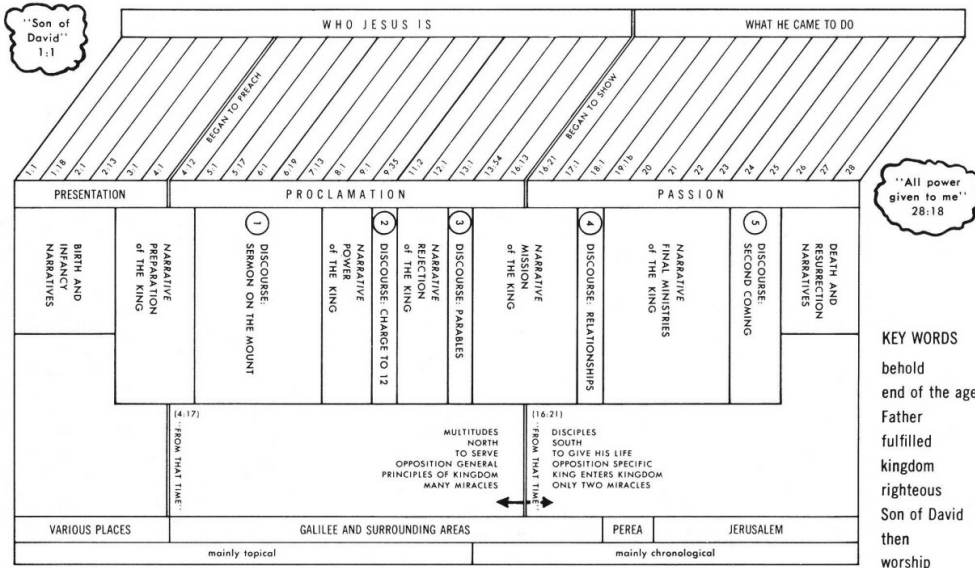 "Son of
David"
1:1
WHO JESUS IS
WHAT HE CAME TO DO
BEGAN TO PREACH
BEGAN TO SHOW
1:1
1:18
2:1
2:13
3:1
4:1
4:12
5:1
5:17
6:1
6:19
7:13
8:1
9:1
9:35
11:2
12:1
13:1
13:54
16:13
16:21
17:1
18:1
19:1b
20
21
22
23
24
25
26
27
28
PRESENTATION
PROCLAMATION
PASSION
"All power
given to me"
28:18
BIRTH AND
INFANCY
NARRATIVES
NARRATIVE
PREPARATION
of THE KING
1
DISCOURSE:
SERMON ON THE MOUNT
NARRATIVE
POWER
of THE KING
2
DISCOURSE: CHARGE TO 12
NARRATIVE
REJECTION
of THE KING
3
DISCOURSE: PARABLES
NARRATIVE
MISSION
of THE KING
4
DISCOURSE: RELATIONSHIPS
NARRATIVE
FINAL MINISTRIES
of THE KING
5
DISCOURSE:
SECOND COMING
DEATH AND
RESURRECTION
NARRATIVES
(4:17)
"FROM THAT TIME"
MULTITUDES
NORTH
TO SERVE
OPPOSITION GENERAL
PRINCIPLES OF KINGDOM
MANY MIRACLES
(16:21)
"FROM THAT TIME"
DISCIPLES
SOUTH
TO GIVE HIS LIFE
OPPOSITION SPECIFIC
KING ENTERS KINGDOM
ONLY TWO MIRACLES
VARIOUS PLACES
GALILEE AND SURROUNDING AREAS
PEREA
JERUSALEM
mainly topical
mainly chronological
KEY WORDS
behold
end of the age
Father
fulfilled
kingdom
righteous
Son of David
then
worship